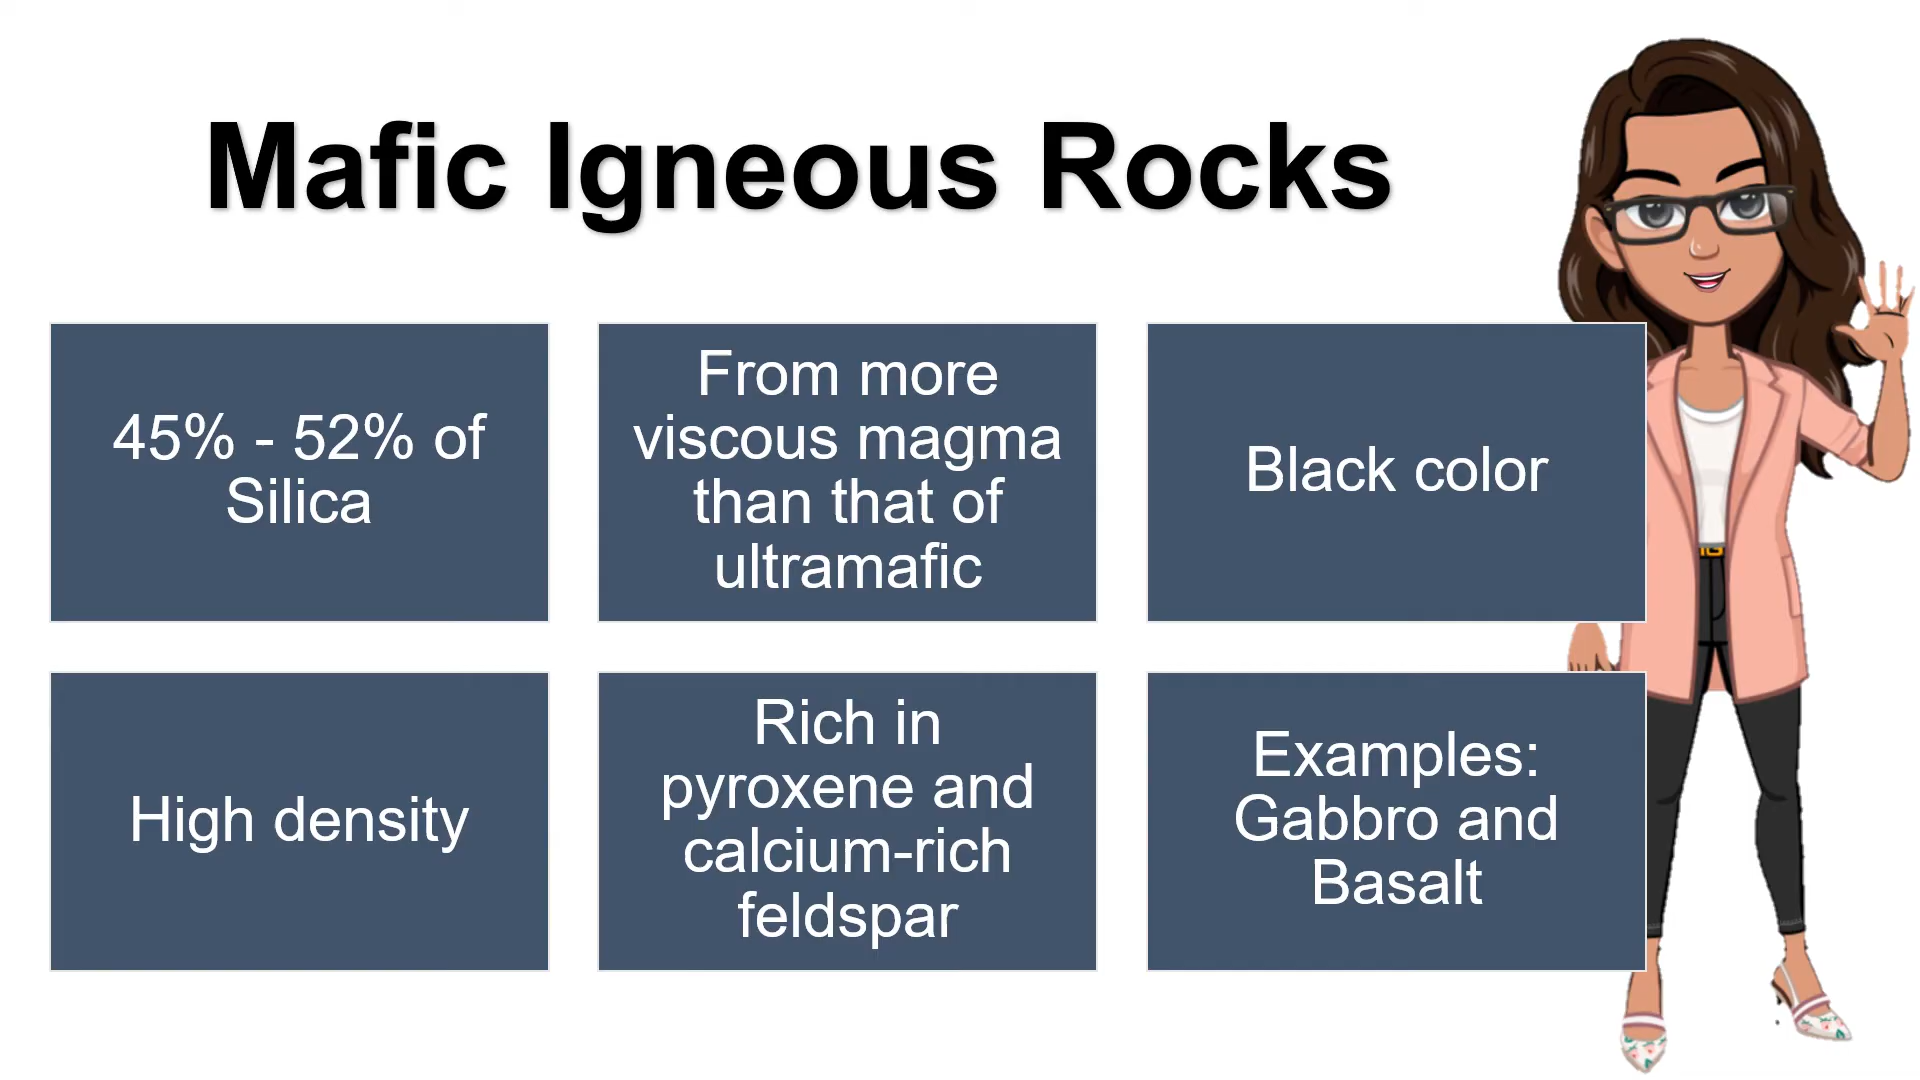 Mafic Igneous Rocks
45% - 52% of
Silica
From more
viscous magma
than that of
ultramafic
Black color
High density
Rich in
pyroxene and
calcium-rich
feldspar
Examples:
Gabbro and
Basalt